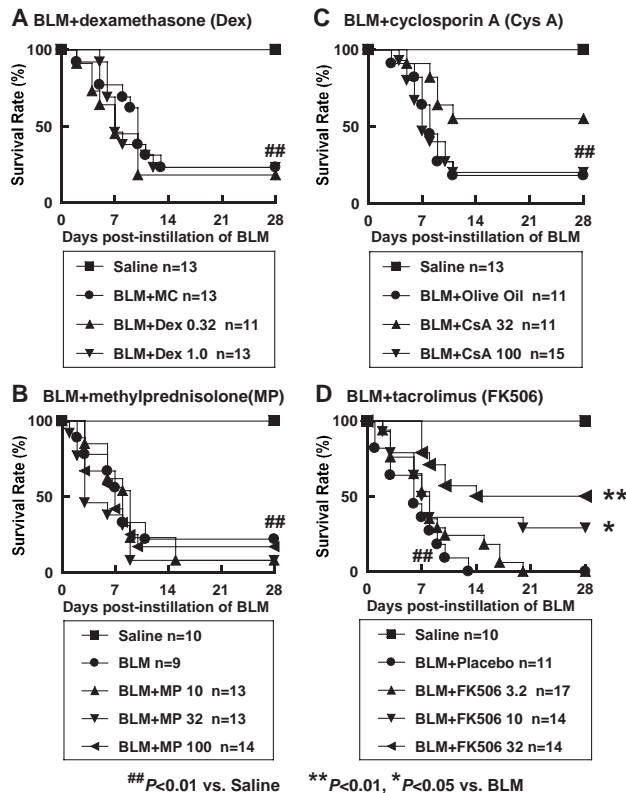 A BLM+dexamethasone (Dex)
Survival Rate (%)
100
50
0
##
0 7 14 21 28
Days post-instillation of BLM
Saline n=13
BLM+MC n=13
BLM+Dex 0.32 n=11
BLM+Dex 1.0 n=13
C BLM+cyclosporin A (Cys A)
Survival Rate (%)
100
50
0
##
0 7 14 21 28
Days post-instillation of BLM
Saline n=13
BLM+Olive Oil n=11
BLM+CsA 32 n=11
BLM+CsA 100 n=15
B BLM+methylprednisolone(MP)
Survival Rate (%)
100
50
0
##
0 7 14 21 28
Days post-instillation of BLM
Saline n=10
BLM n=9
BLM+MP 10 n=13
BLM+MP 32 n=13
BLM+MP 100 n=14
D BLM+tacrolimus (FK506)
Survival Rate (%)
100
50
0
**
*
##
0 7 14 21 28
Days post-instillation of BLM
Saline n=10
BLM+Placebo n=11
BLM+FK506 3.2 n=17
BLM+FK506 10 n=14
BLM+FK506 32 n=14
##P<0.01 vs. Saline **P<0.01, *P<0.05 vs. BLM